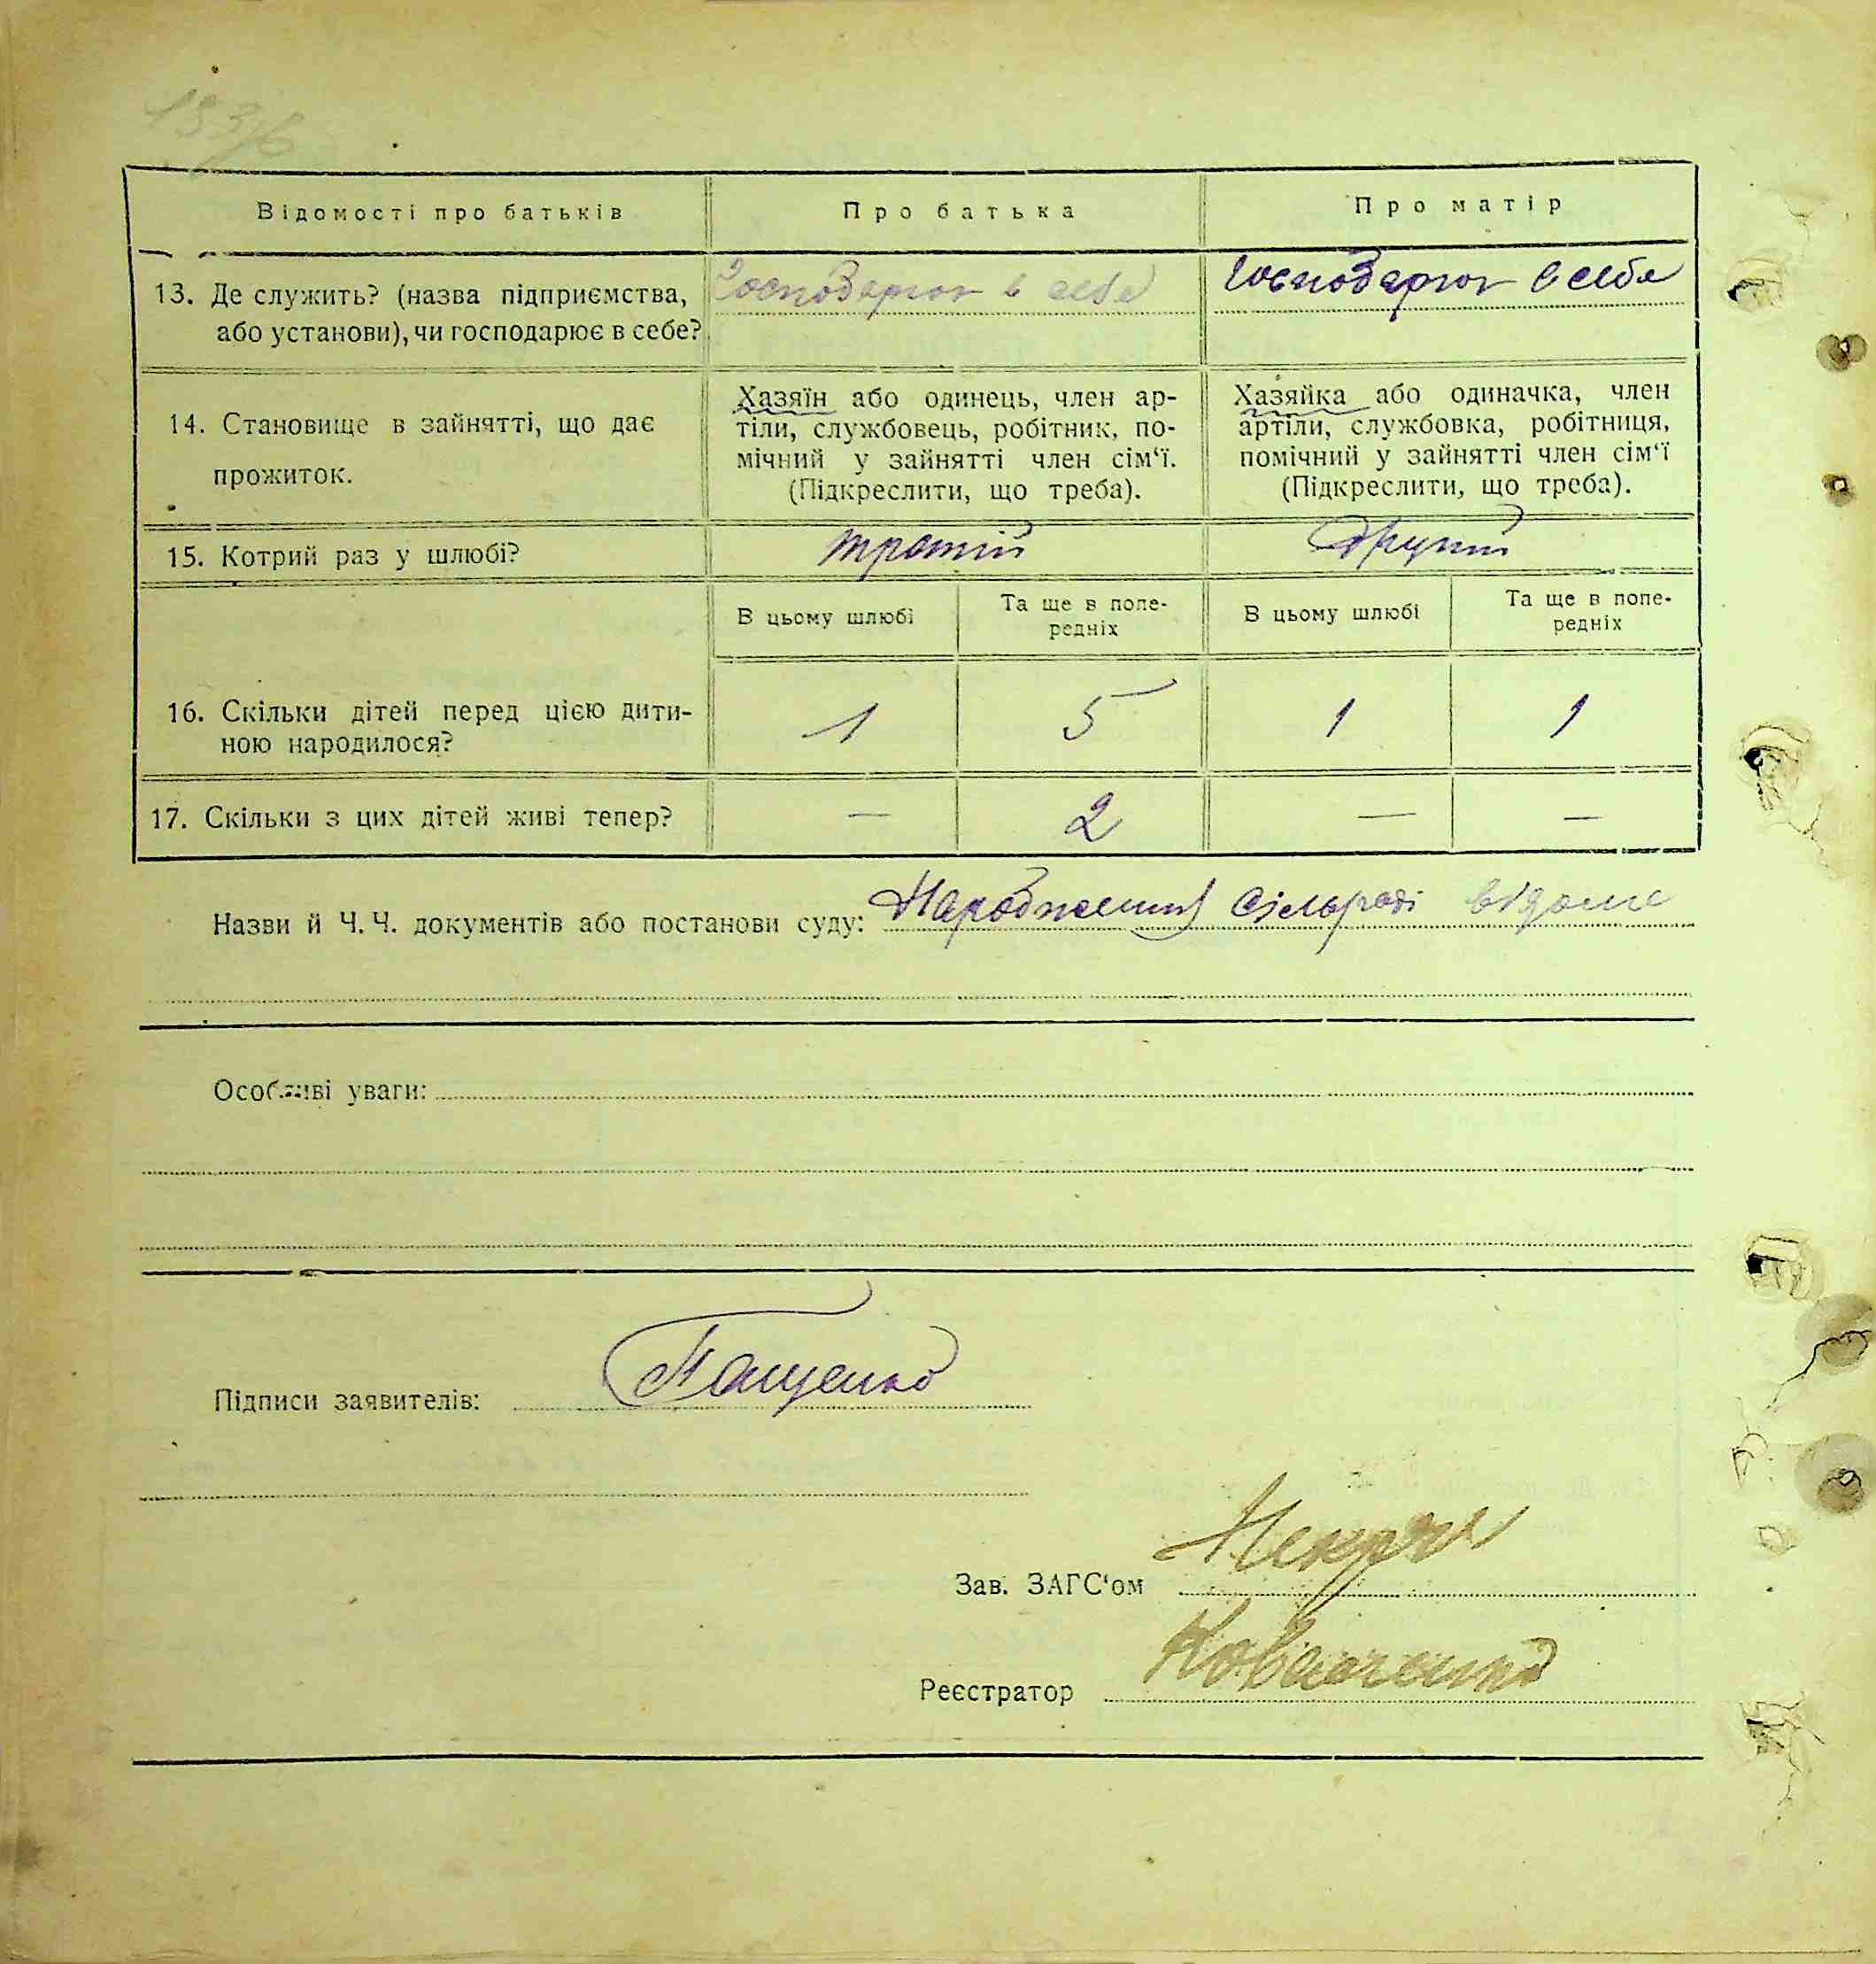 Відомості про батьків
Про батька
Про матір
13. Де служить? (назва підприємства,
або установи), чи господарює в себе?
Господарює в себе
Господарює в себе
14. Становище в зайнятті, що дає
прожиток.
Хазяїн або одинець, член ар-
тіли, службовець, робітник, по-
мічний у зайнятті член сім‘ї.
(Підкреслити, що треба).
Хазяйка або одиначка, член
артіли, службовка, робітниця,
помічний у зайнятті член сім‘ї
(Підкреслити, що треба).
15. Котрий раз у шлюбі?
третій
другий
В цьому шлюбі
Та ще в попе-
редніх
В цьому шлюбі
Та ще в попе-
редніх
16. Скільки дітей перед цією дити-
ною народилося?
1
5
1
1
17. Скільки з цих дітей живі тепер?
—
2
—
—
Назви й Ч. Ч. документів або постанови суду: Народження сільраді відоме
Особливі уваги:
Підписи заявителів: Пащенко
Зав. ЗАГС‘ом
Реєстратор